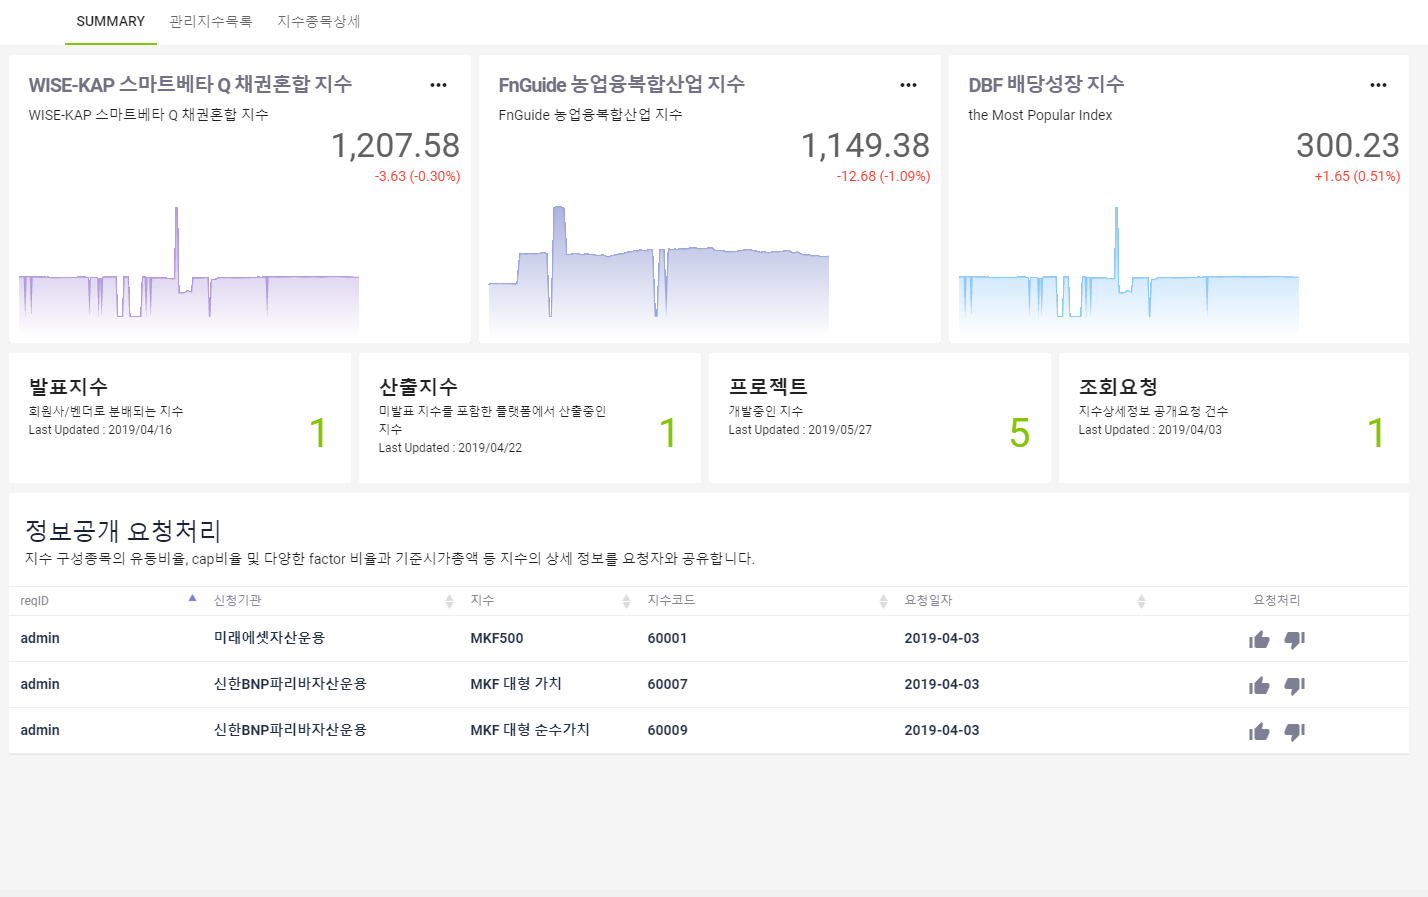 SUMMARY 관리지수목록 지수종목상세
WISE-KAP 스마트베타 Q 채권혼합 지수
WISE-KAP 스마트베타 Q 채권혼합 지수
1,207.58
-3.63 (-0.30%)
FnGuide 농업융복합산업 지수
FnGuide 농업융복합산업 지수
1,149.38
-12.68 (-1.09%)
DBF 배당성장 지수
the Most Popular Index
300.23
+1.65 (0.51%)
발표지수
회원사/벤더로 분배되는 지수
Last Updated : 2019/04/16
1
산출지수
미발표 지수를 포함한 플랫폼에서 산출중인
지수
Last Updated : 2019/04/22
1
프로젝트
개발중인 지수
Last Updated : 2019/05/27
5
조회요청
지수상세정보 공개요청 건수
Last Updated : 2019/04/03
1
정보공개 요청처리
지수 구성종목의 유동비율, cap비율 및 다양한 factor 비율과 기준시가총액 등 지수의 상세 정보를 요청자와 공유합니다.
reqID 신청기관 지수 지수코드 요청일자 요청처리
admin 미래에셋자산운용 MKF500 60001 2019-04-03
admin 신한BNP파리바자산운용 MKF 대형 가치 60007 2019-04-03
admin 신한BNP파리바자산운용 MKF 대형 순수가치 60009 2019-04-03